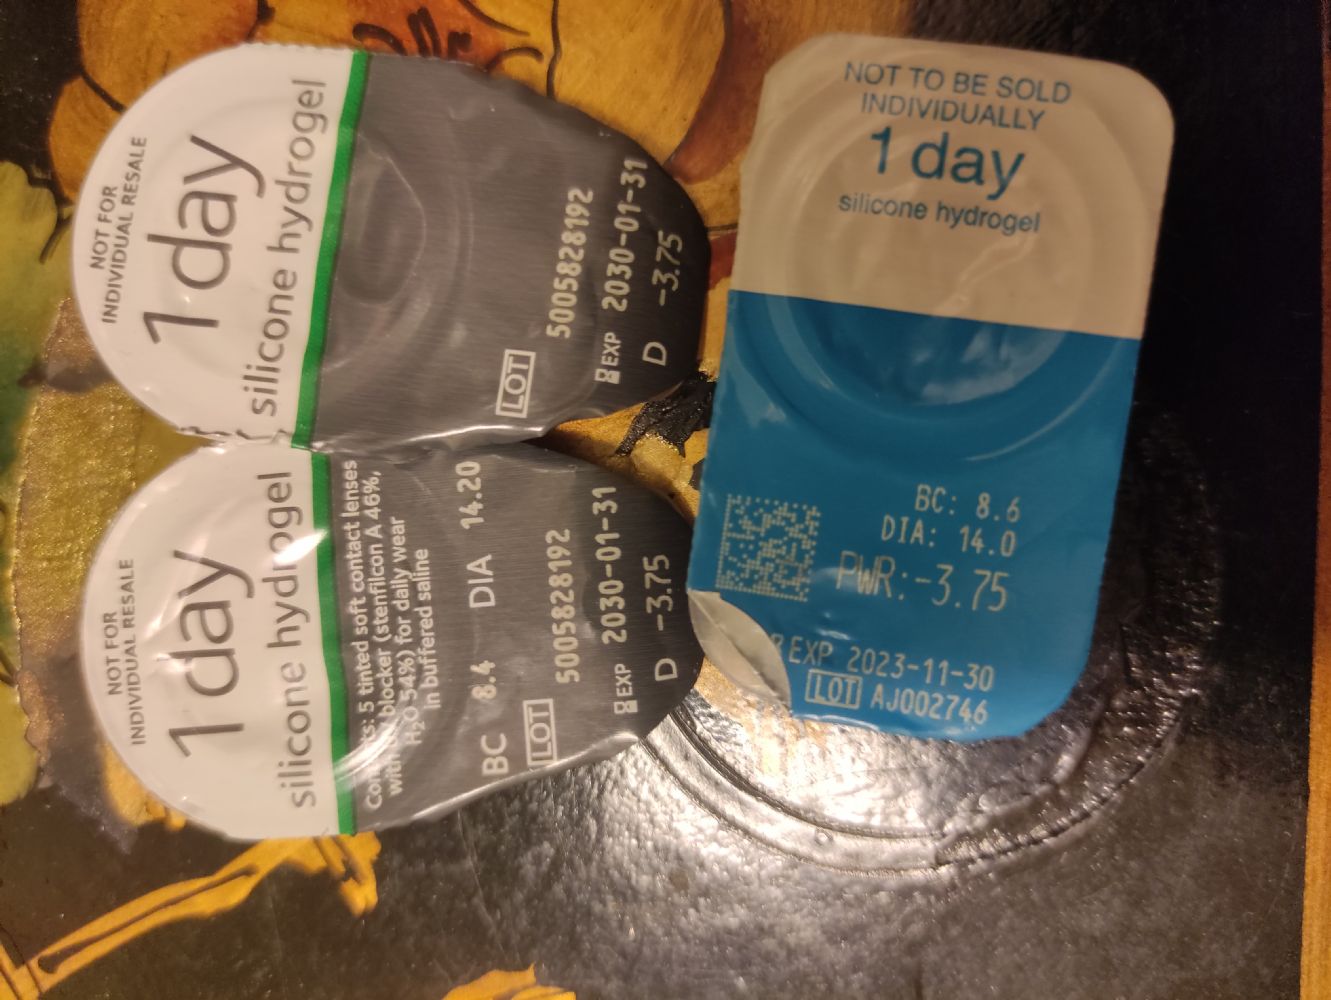 NOT FOR
INDIVIDUAL RESALE
1 day
silicone hydrogel
LOT
5005828192
EXP 2030-01-31
D -3.75
NOT FOR
INDIVIDUAL RESALE
1 day
silicone hydrogel
5 tinted soft contact lenses
blocker (stenfilcon A 46%,
H₂O 54%) for daily wear
in buffered saline
BC 8.4 DIA 14.20
LOT 5005828192
EXP 2030-01-31
D -3.75
NOT TO BE SOLD
INDIVIDUALLY
1 day
silicone hydrogel
BC: 8.6
DIA: 14.0
PWR:-3.75
EXP 2023-11-30
LOT AJ002746